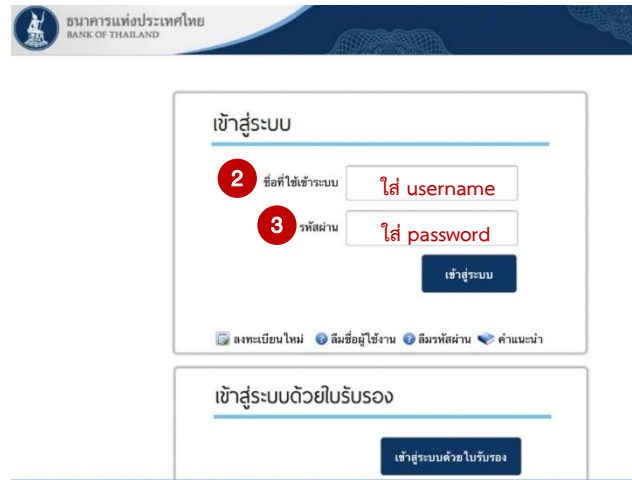 ธนาคารแห่งประเทศไทย
BANK OF THAILAND
เข้าสู่ระบบ
2 ชื่อที่ใช้เข้าระบบ ใส่ username
3 รหัสผ่าน ใส่ password
เข้าสู่ระบบ
ลงทะเบียนใหม่ ลืมชื่อผู้ใช้งาน ลืมรหัสผ่าน คำแนะนำ
เข้าสู่ระบบด้วยใบรับรอง
เข้าสู่ระบบด้วยใบรับรอง